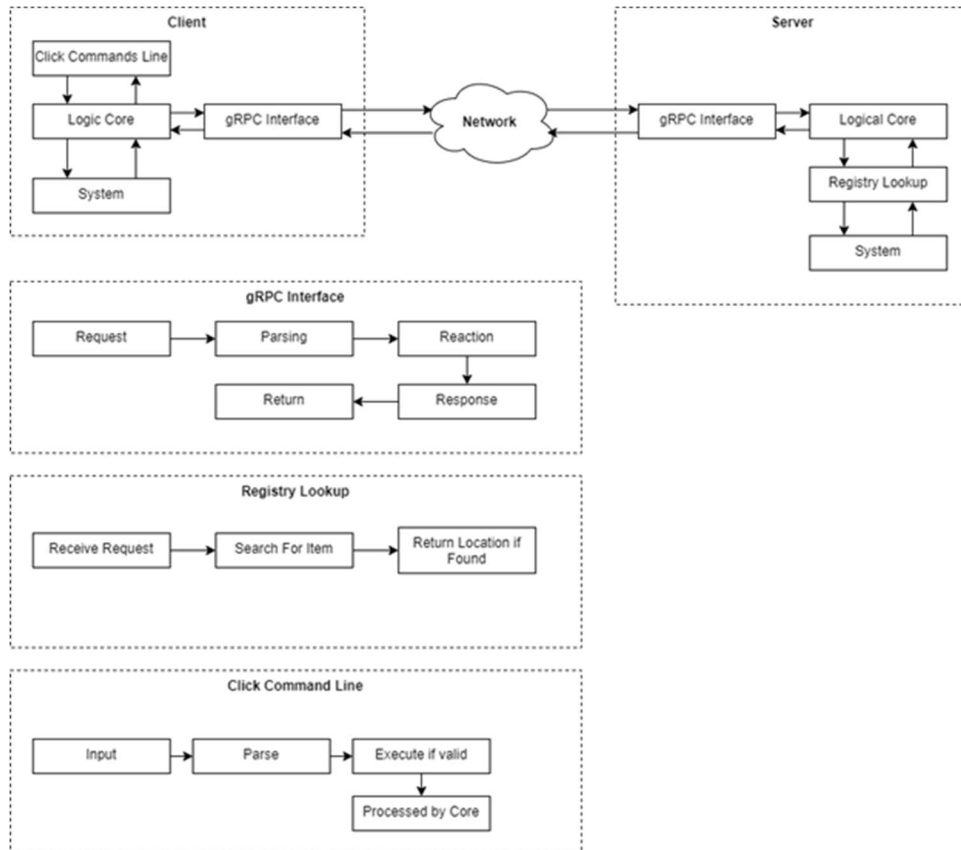 Client
Server
Click Commands Line
Logic Core
gRPC Interface
Network
gRPC Interface
Logical Core
System
Registry Lookup
System
gRPC Interface
Request
Parsing
Reaction
Return
Response
Registry Lookup
Receive Request
Search For Item
Return Location if
Found
Click Command Line
Input
Parse
Execute if valid
Processed by Core